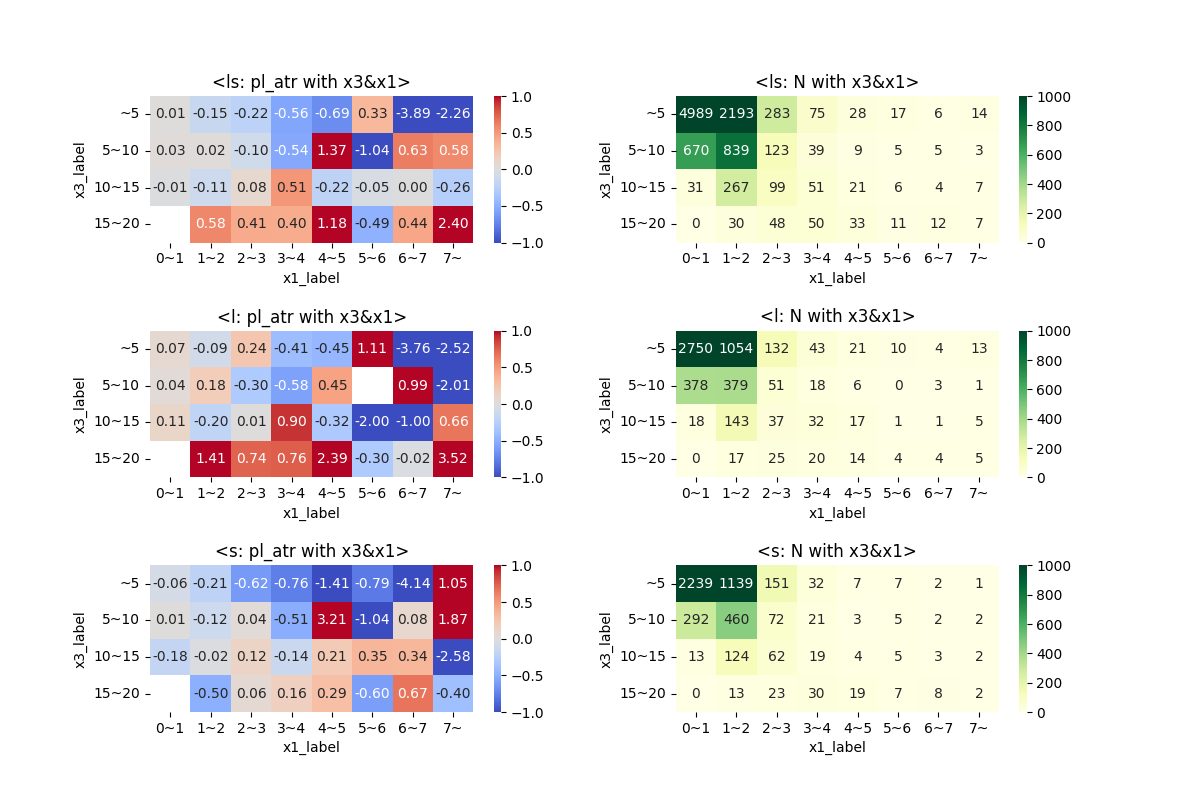 <ls: pl_atr with x3&x1>
x3_label
~5 0.01 -0.15 -0.22 -0.56 -0.69 0.33 -3.89 -2.26
5~10 0.03 0.02 -0.10 -0.54 1.37 -1.04 0.63 0.58
10~15 -0.01 -0.11 0.08 0.51 -0.22 -0.05 0.00 -0.26
15~20 0.58 0.41 0.40 1.18 -0.49 0.44 2.40
0~1 1~2 2~3 3~4 4~5 5~6 6~7 7~
x1_label
1.0
0.5
0.0
−0.5
−1.0
<ls: N with x3&x1>
x3_label
~5 4989 2193 283 75 28 17 6 14
5~10 670 839 123 39 9 5 5 3
10~15 31 267 99 51 21 6 4 7
15~20 0 30 48 50 33 11 12 7
0~1 1~2 2~3 3~4 4~5 5~6 6~7 7~
x1_label
1000
800
600
400
200
0
<l: pl_atr with x3&x1>
x3_label
~5 0.07 -0.09 0.24 -0.41 -0.45 1.11 -3.76 -2.52
5~10 0.04 0.18 -0.30 -0.58 0.45 0.99 -2.01
10~15 0.11 -0.20 0.01 0.90 -0.32 -2.00 -1.00 0.66
15~20 1.41 0.74 0.76 2.39 -0.30 -0.02 3.52
0~1 1~2 2~3 3~4 4~5 5~6 6~7 7~
x1_label
1.0
0.5
0.0
−0.5
−1.0
<l: N with x3&x1>
x3_label
~5 2750 1054 132 43 21 10 4 13
5~10 378 379 51 18 6 0 3 1
10~15 18 143 37 32 17 1 1 5
15~20 0 17 25 20 14 4 4 5
0~1 1~2 2~3 3~4 4~5 5~6 6~7 7~
x1_label
1000
800
600
400
200
0
<s: pl_atr with x3&x1>
x3_label
~5 -0.06 -0.21 -0.62 -0.76 -1.41 -0.79 -4.14 1.05
5~10 0.01 -0.12 0.04 -0.51 3.21 -1.04 0.08 1.87
10~15 -0.18 -0.02 0.12 -0.14 0.21 0.35 0.34 -2.58
15~20 -0.50 0.06 0.16 0.29 -0.60 0.67 -0.40
0~1 1~2 2~3 3~4 4~5 5~6 6~7 7~
x1_label
1.0
0.5
0.0
−0.5
−1.0
<s: N with x3&x1>
x3_label
~5 2239 1139 151 32 7 7 2 1
5~10 292 460 72 21 3 5 2 2
10~15 13 124 62 19 4 5 3 2
15~20 0 13 23 30 19 7 8 2
0~1 1~2 2~3 3~4 4~5 5~6 6~7 7~
x1_label
1000
800
600
400
200
0